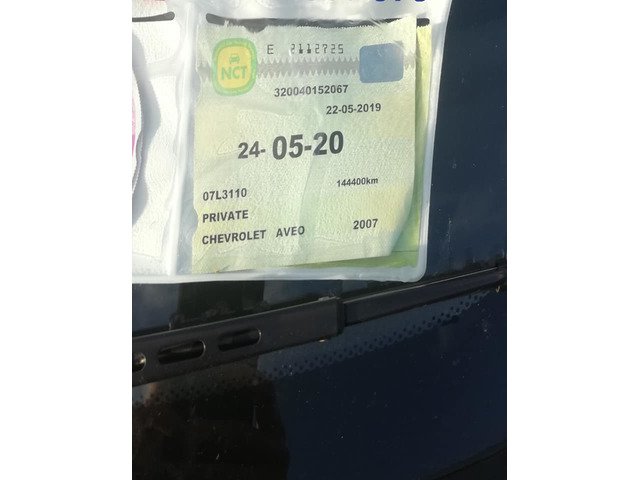 E 2112725
NCT
320040152067
22-05-2019
24-05-20
07L3110
144400km
PRIVATE
CHEVROLET AVEO
2007